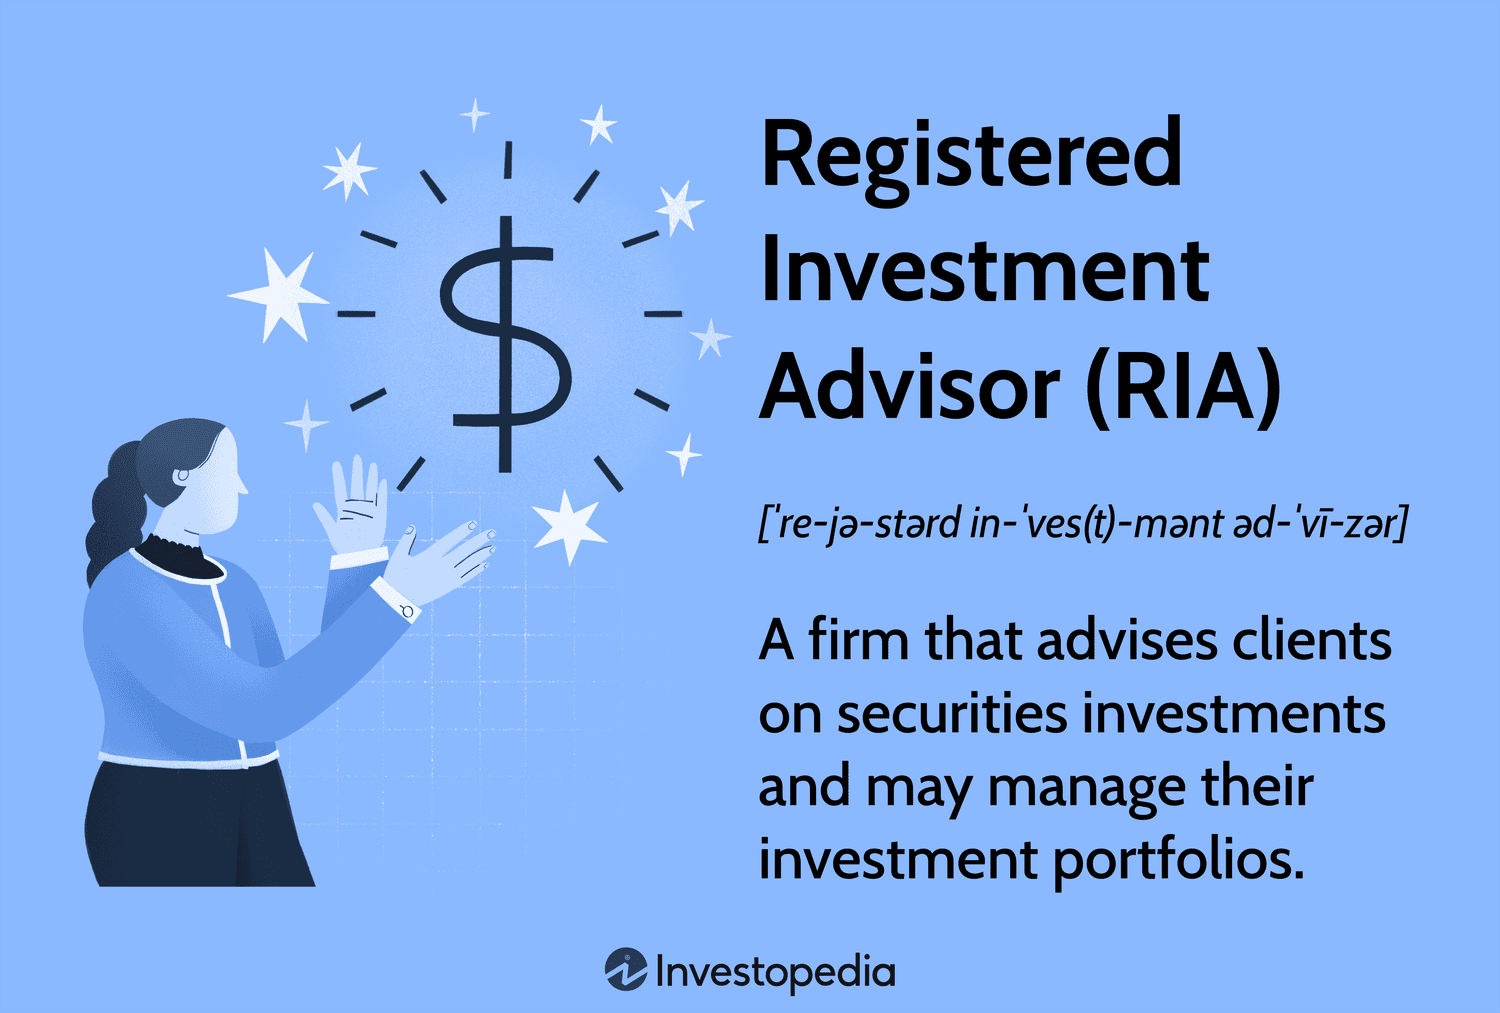 Registered
Investment
Advisor (RIA)
[ˈre-jə-stərd in-ˈves(t)-mənt əd-ˈvī-zər]
A firm that advises clients
on securities investments
and may manage their
investment portfolios.
Investopedia